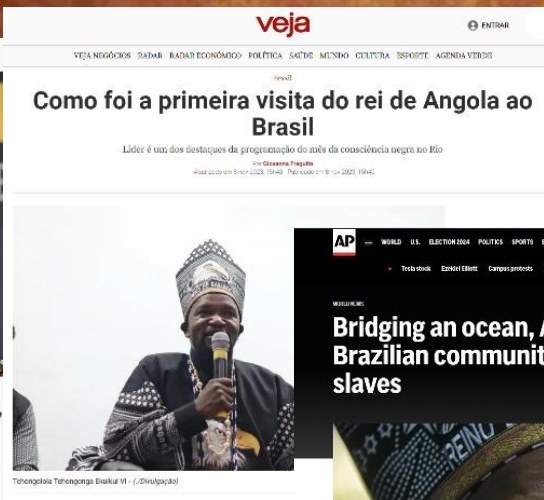 veja
ENTRAR
VEJA NEGÓCIOS RADAR RADAR ECONÔMICO POLÍTICA SAÚDE MUNDO CULTURA ESPORTE AGENDA VERDE
Brasil
Como foi a primeira visita do rei de Angola ao
Brasil
Líder é um dos destaques da programação do mês da consciência negra no Rio
Por Giovanna Fraguito
Tchongolola Tchongonga Ekuikui VI - (./Divulgação)
AP WORLD U.S. ELECTION 2024 POLITICS SPORTS
Tesla stock Ezekiel Elliott Campus protests
WORLD NEWS
Bridging an ocean,
Brazilian communit
slaves
REINO